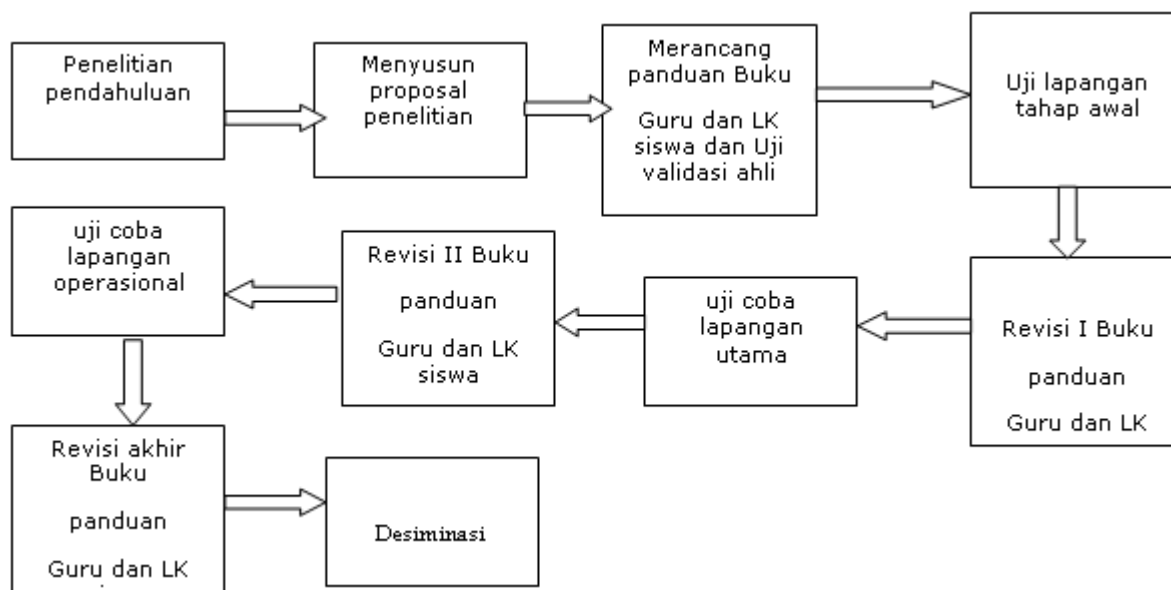 Penelitian
pendahuluan
Menyusun
proposal
penelitian
Merancang
panduan Buku
Guru dan LK
siswa dan Uji
validasi ahli
Uji lapangan
tahap awal
Revisi I Buku
panduan
Guru dan LK
uji coba
lapangan
utama
Revisi II Buku
panduan
Guru dan LK
siswa
uji coba
lapangan
operasional
Revisi akhir
Buku
panduan
Guru dan LK
Desiminasi